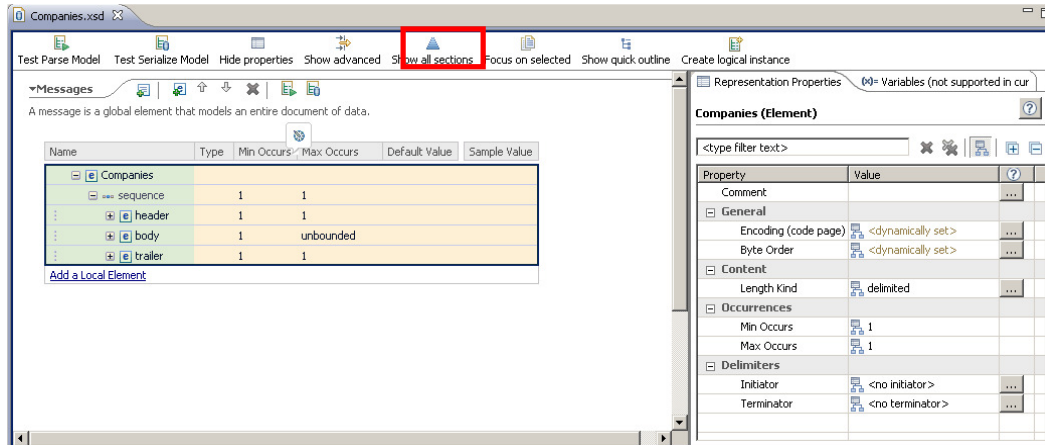 Companies.xsd
Test Parse Model Test Serialize Model Hide properties Show advanced Show all sections Focus on selected Show quick outline Create logical instance
Messages
A message is a global element that models an entire document of data.
Name Type Min Occurs Max Occurs Default Value Sample Value
e Companies
sequence 1 1
e header 1 1
e body 1 unbounded
e trailer 1 1
Add a Local Element
Representation Properties (x)= Variables (not supported in cur
Companies (Element)
<type filter text>
Property Value
Comment ...
General
Encoding (code page) <dynamically set> ...
Byte Order <dynamically set> ...
Content
Length Kind delimited ...
Occurrences
Min Occurs 1
Max Occurs 1
Delimiters
Initiator <no initiator> ...
Terminator <no terminator> ...